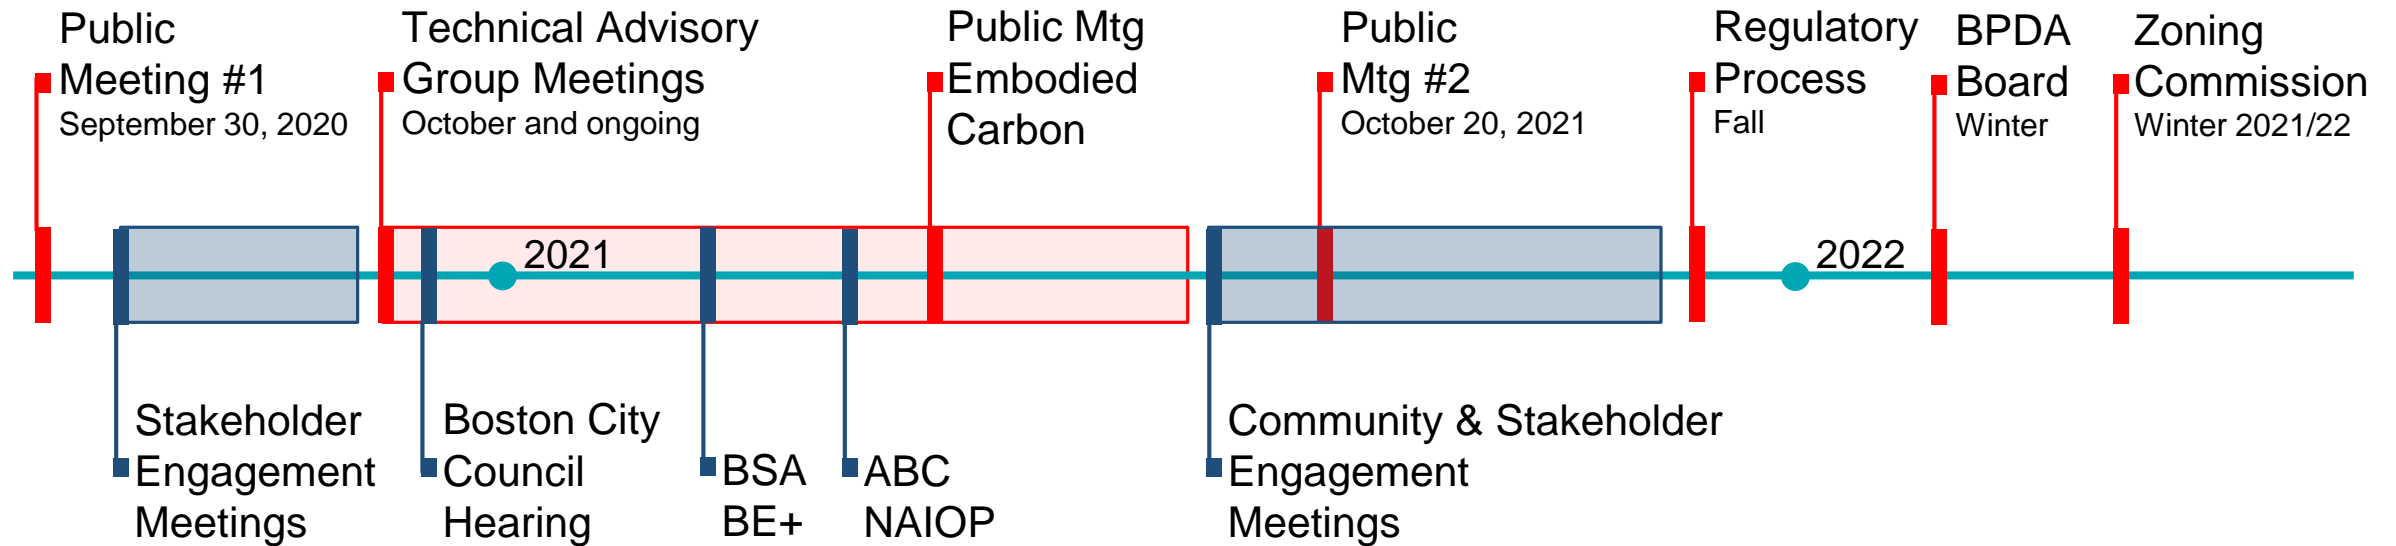 Public
Meeting #1
September 30, 2020
Technical Advisory
Group Meetings
October and ongoing
Public Mtg
Embodied
Carbon
Public
Mtg #2
October 20, 2021
Regulatory
Process
Fall
BPDA
Board
Winter
Zoning
Commission
Winter 2021/22
2021
2022
Stakeholder
Engagement
Meetings
Boston City
Council
Hearing
BSA
BE+
ABC
NAIOP
Community & Stakeholder
Engagement
Meetings